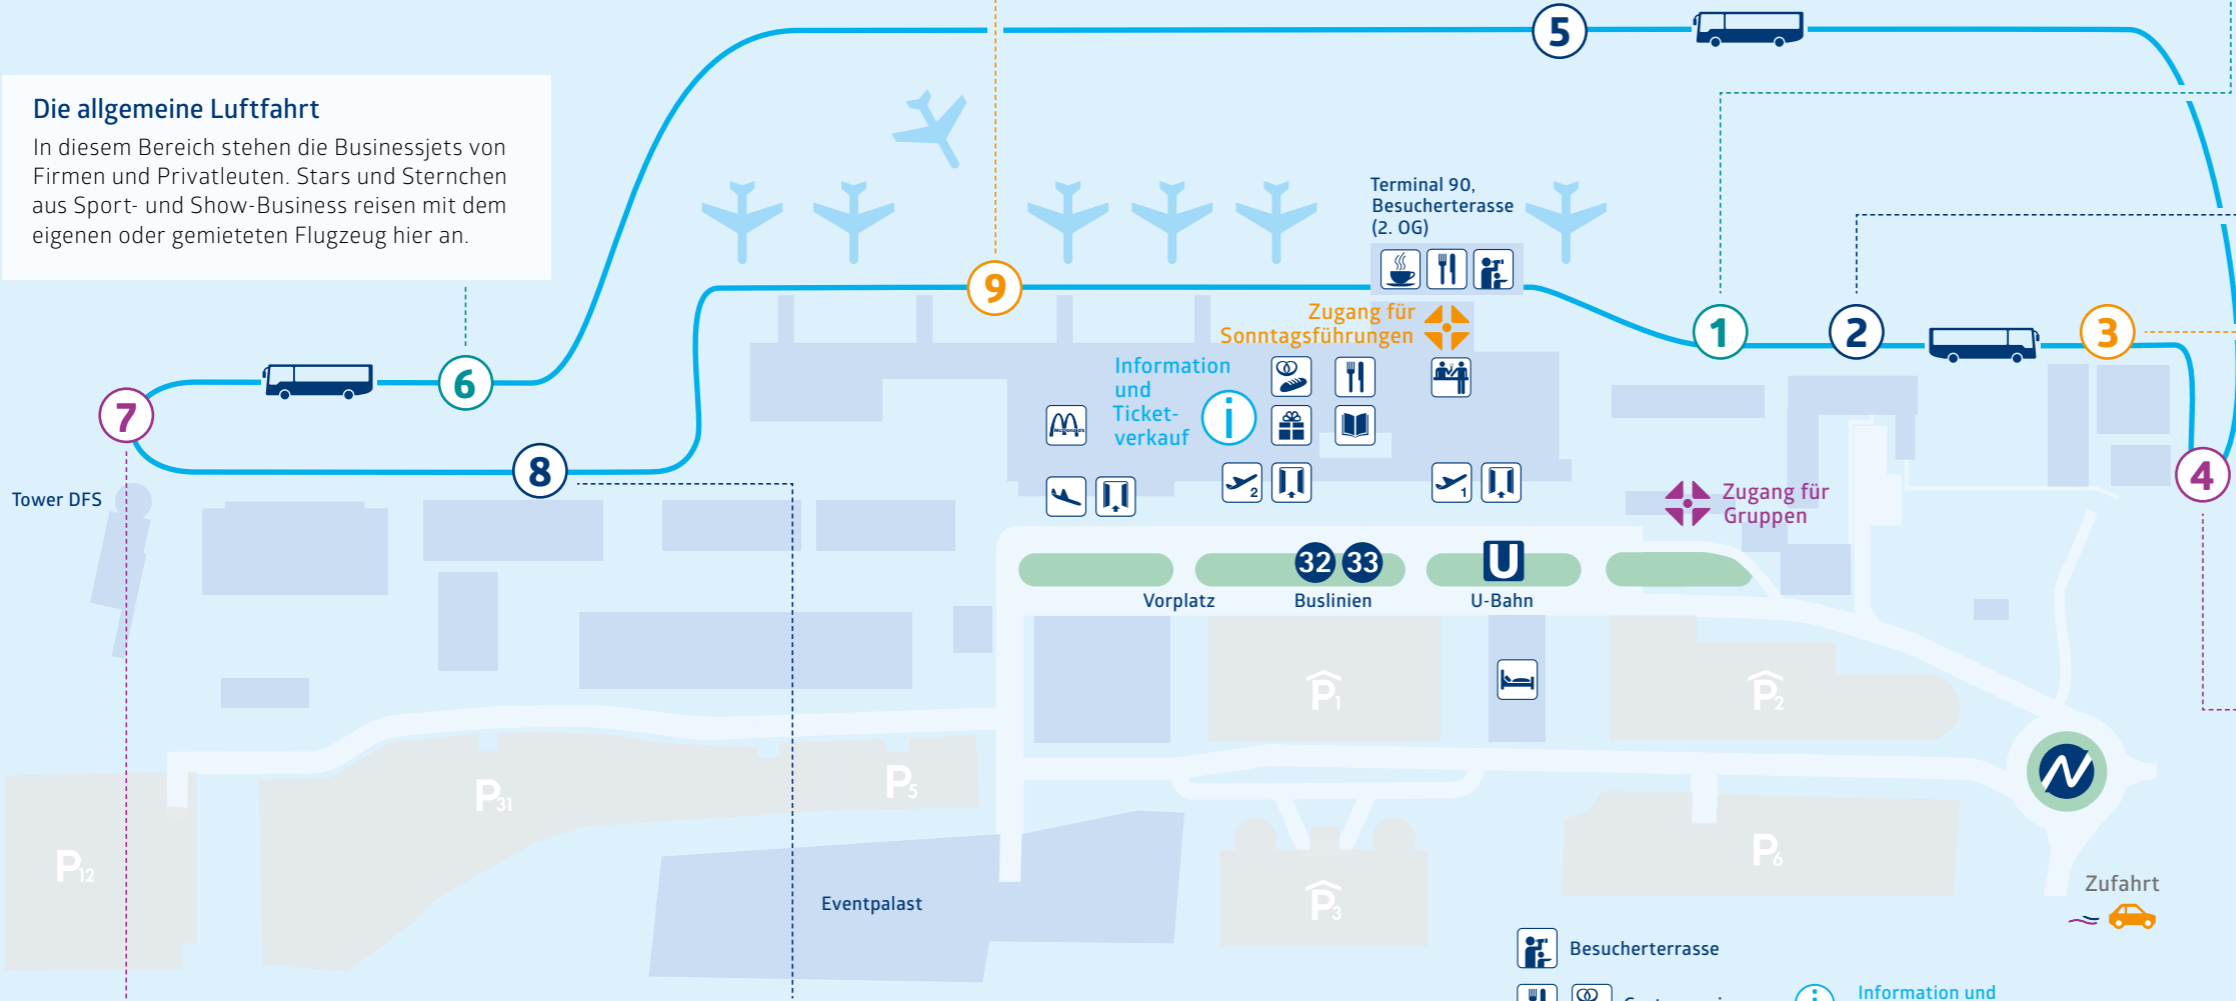 5
Die allgemeine Luftfahrt
In diesem Bereich stehen die Businessjets von
Firmen und Privatleuten. Stars und Sternchen
aus Sport- und Show-Business reisen mit dem
eigenen oder gemieteten Flugzeug hier an.
Terminal 90,
Besucherterasse
(2. OG)
9
Zugang für
Sonntagsführungen
1
2
3
6
7
8
4
Information
und
Ticket-
verkauf
i
McDonald's
Tower DFS
2
1
Zugang für
Gruppen
32 33
U
Vorplatz
Buslinien
U-Bahn
P1
P2
P31
P5
P12
P6
P3
Eventpalast
Zufahrt
Besucherterrasse
Information und